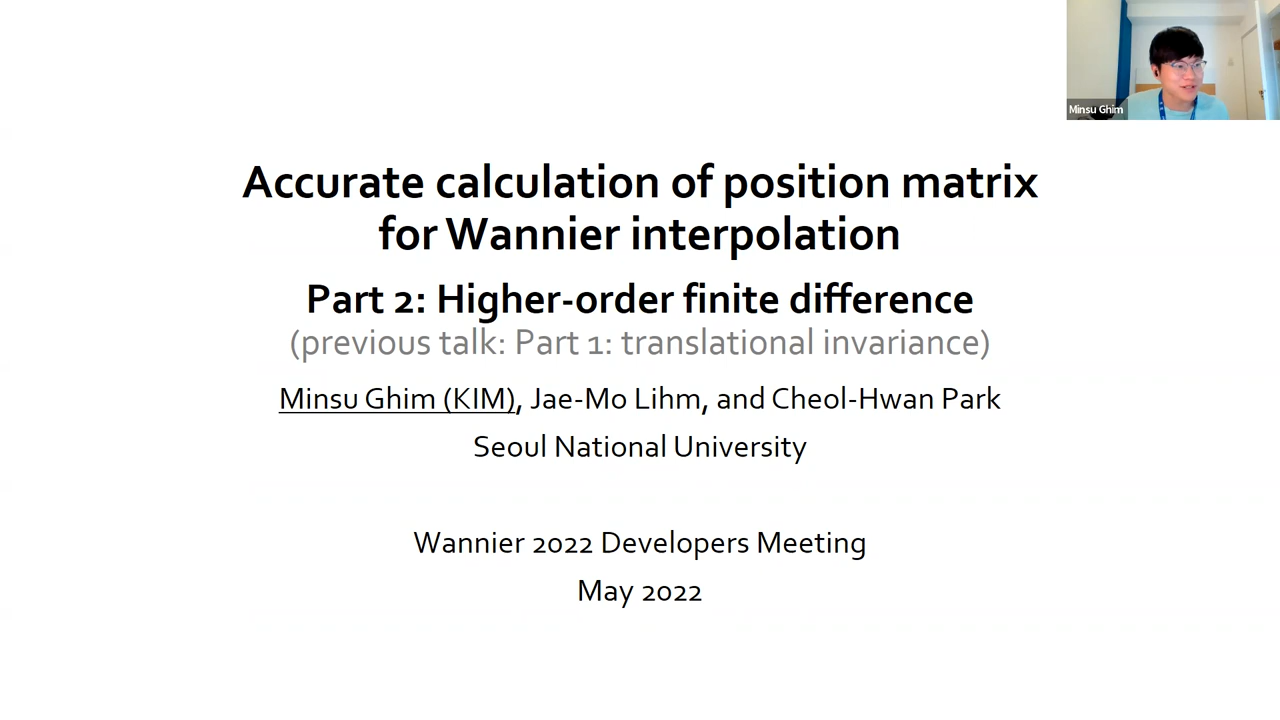 Minsu Ghim
Accurate calculation of position matrix
for Wannier interpolation
Part 2: Higher-order finite difference
(previous talk: Part 1: translational invariance)
Minsu Ghim (KIM), Jae-Mo Lihm, and Cheol-Hwan Park
Seoul National University
Wannier 2022 Developers Meeting
May 2022